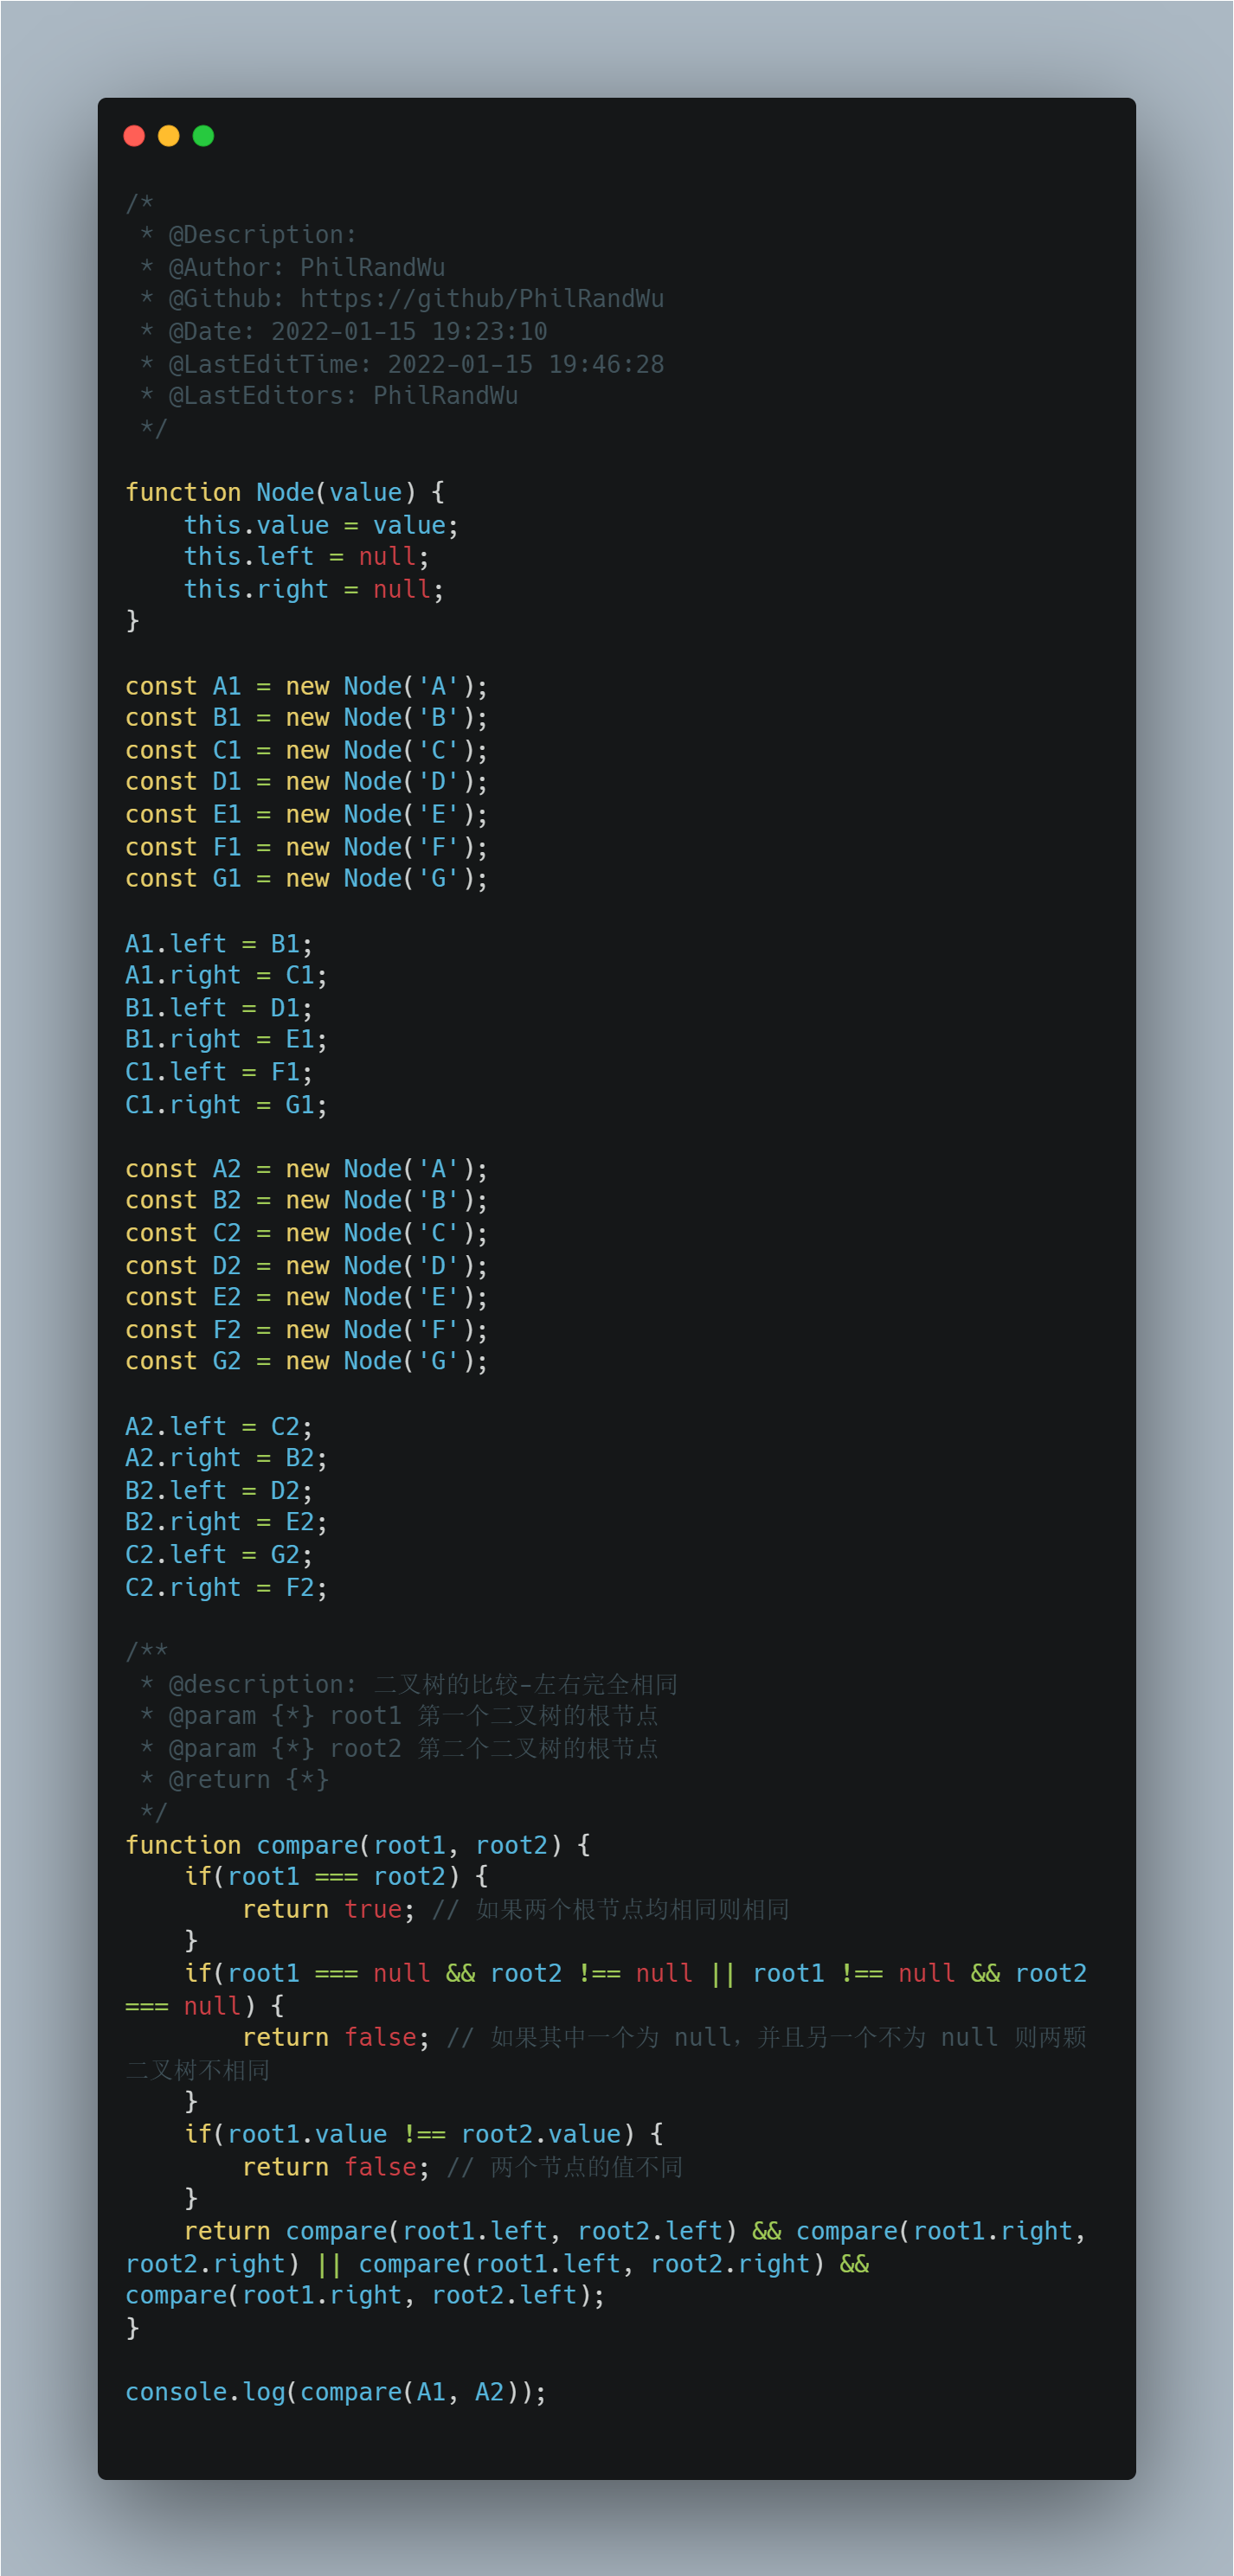 /*
 * @Description:
 * @Author: PhilRandWu
 * @Github: https://github/PhilRandWu
 * @Date: 2022-01-15 19:23:10
 * @LastEditTime: 2022-01-15 19:46:28
 * @LastEditors: PhilRandWu
 */
function Node(value) {
    this.value = value;
    this.left = null;
    this.right = null;
}
const A1 = new Node('A');
const B1 = new Node('B');
const C1 = new Node('C');
const D1 = new Node('D');
const E1 = new Node('E');
const F1 = new Node('F');
const G1 = new Node('G');
A1.left = B1;
A1.right = C1;
B1.left = D1;
B1.right = E1;
C1.left = F1;
C1.right = G1;
const A2 = new Node('A');
const B2 = new Node('B');
const C2 = new Node('C');
const D2 = new Node('D');
const E2 = new Node('E');
const F2 = new Node('F');
const G2 = new Node('G');
A2.left = C2;
A2.right = B2;
B2.left = D2;
B2.right = E2;
C2.left = G2;
C2.right = F2;
/**
 * @description: 二叉树的比较-左右完全相同
 * @param {*} root1 第一个二叉树的根节点
 * @param {*} root2 第二个二叉树的根节点
 * @return {*}
 */
function compare(root1, root2) {
    if(root1 === root2) {
        return true; // 如果两个根节点均相同则相同
    }
    if(root1 === null && root2 !== null || root1 !== null && root2
=== null) {
        return false; // 如果其中一个为 null，并且另一个不为 null 则两颗
二叉树不相同
    }
    if(root1.value !== root2.value) {
        return false; // 两个节点的值不同
    }
    return compare(root1.left, root2.left) && compare(root1.right,
root2.right) || compare(root1.left, root2.right) &&
compare(root1.right, root2.left);
}
console.log(compare(A1, A2));